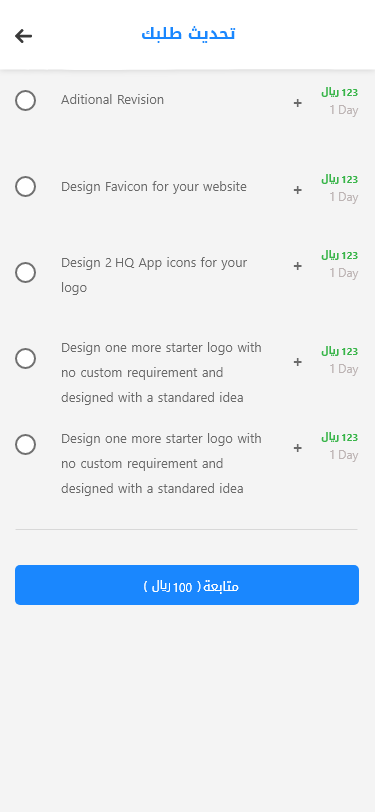 تحديث طلبك
Aditional Revision
+
123 ريال
1 Day
Design Favicon for your website
+
123 ريال
1 Day
Design 2 HQ App icons for your
logo
+
123 ريال
1 Day
Design one more starter logo with
no custom requirement and
designed with a standared idea
+
123 ريال
1 Day
Design one more starter logo with
no custom requirement and
designed with a standared idea
+
123 ريال
1 Day
متابعة ( 100 ريال )